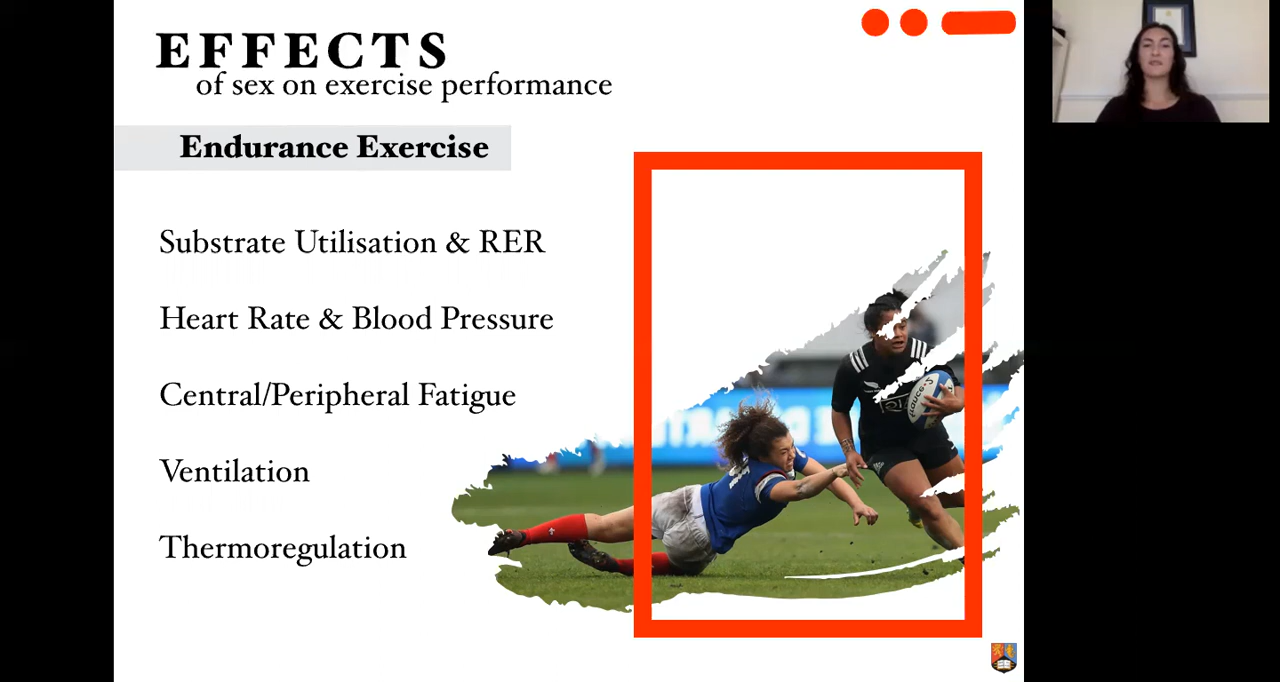 EFFECTS
of sex on exercise performance
Endurance Exercise
Substrate Utilisation & RER
Heart Rate & Blood Pressure
Central/Peripheral Fatigue
Ventilation
Thermoregulation